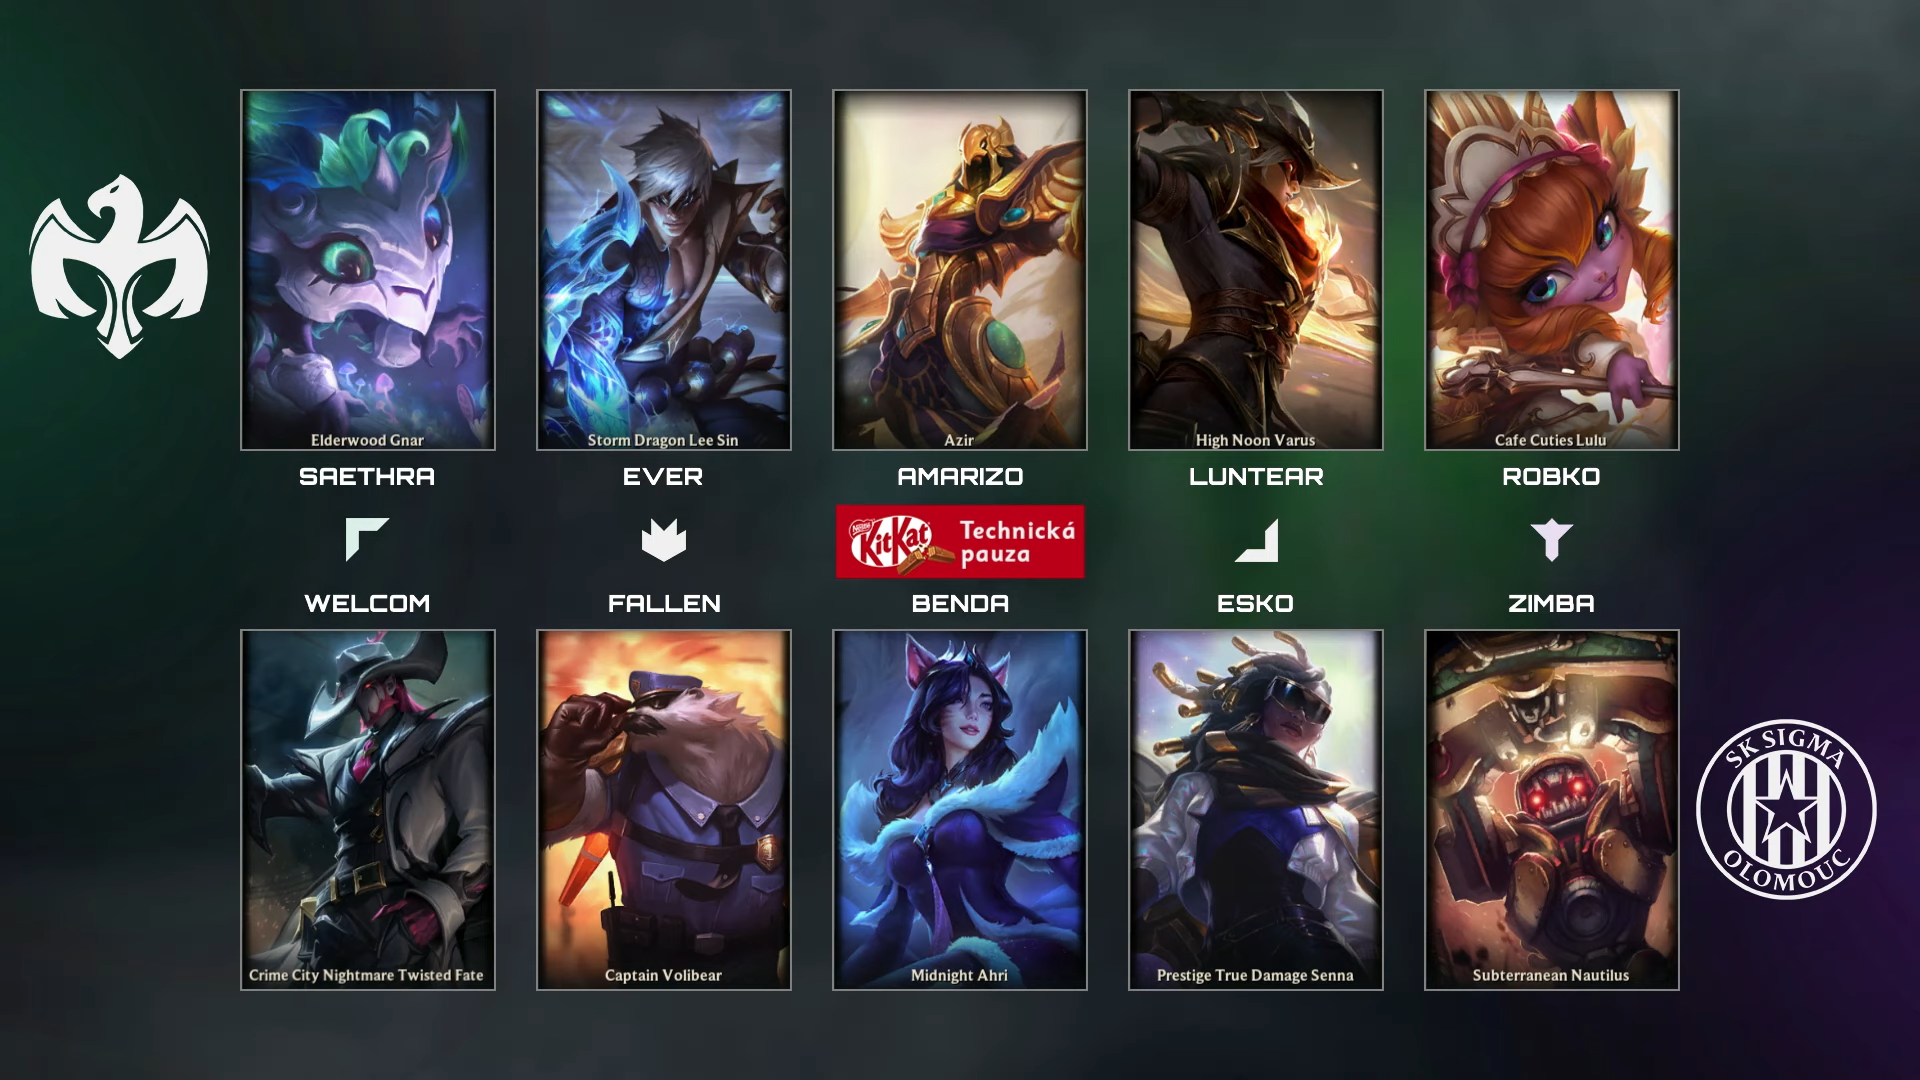 Elderwood Gnar
Storm Dragon Lee Sin
Azir
High Noon Varus
Cafe Cuties Lulu
SAETHRA
EVER
AMARIZO
LUNTEAR
ROBKO
Nestlé
KitKat
Technická
pauza
WELCOM
FALLEN
BENDA
ESKO
ZIMBA
Crime City Nightmare Twisted Fate
Captain Volibear
Midnight Ahri
Prestige True Damage Senna
Subterranean Nautilus
SK SIGMA
OLOMOUC